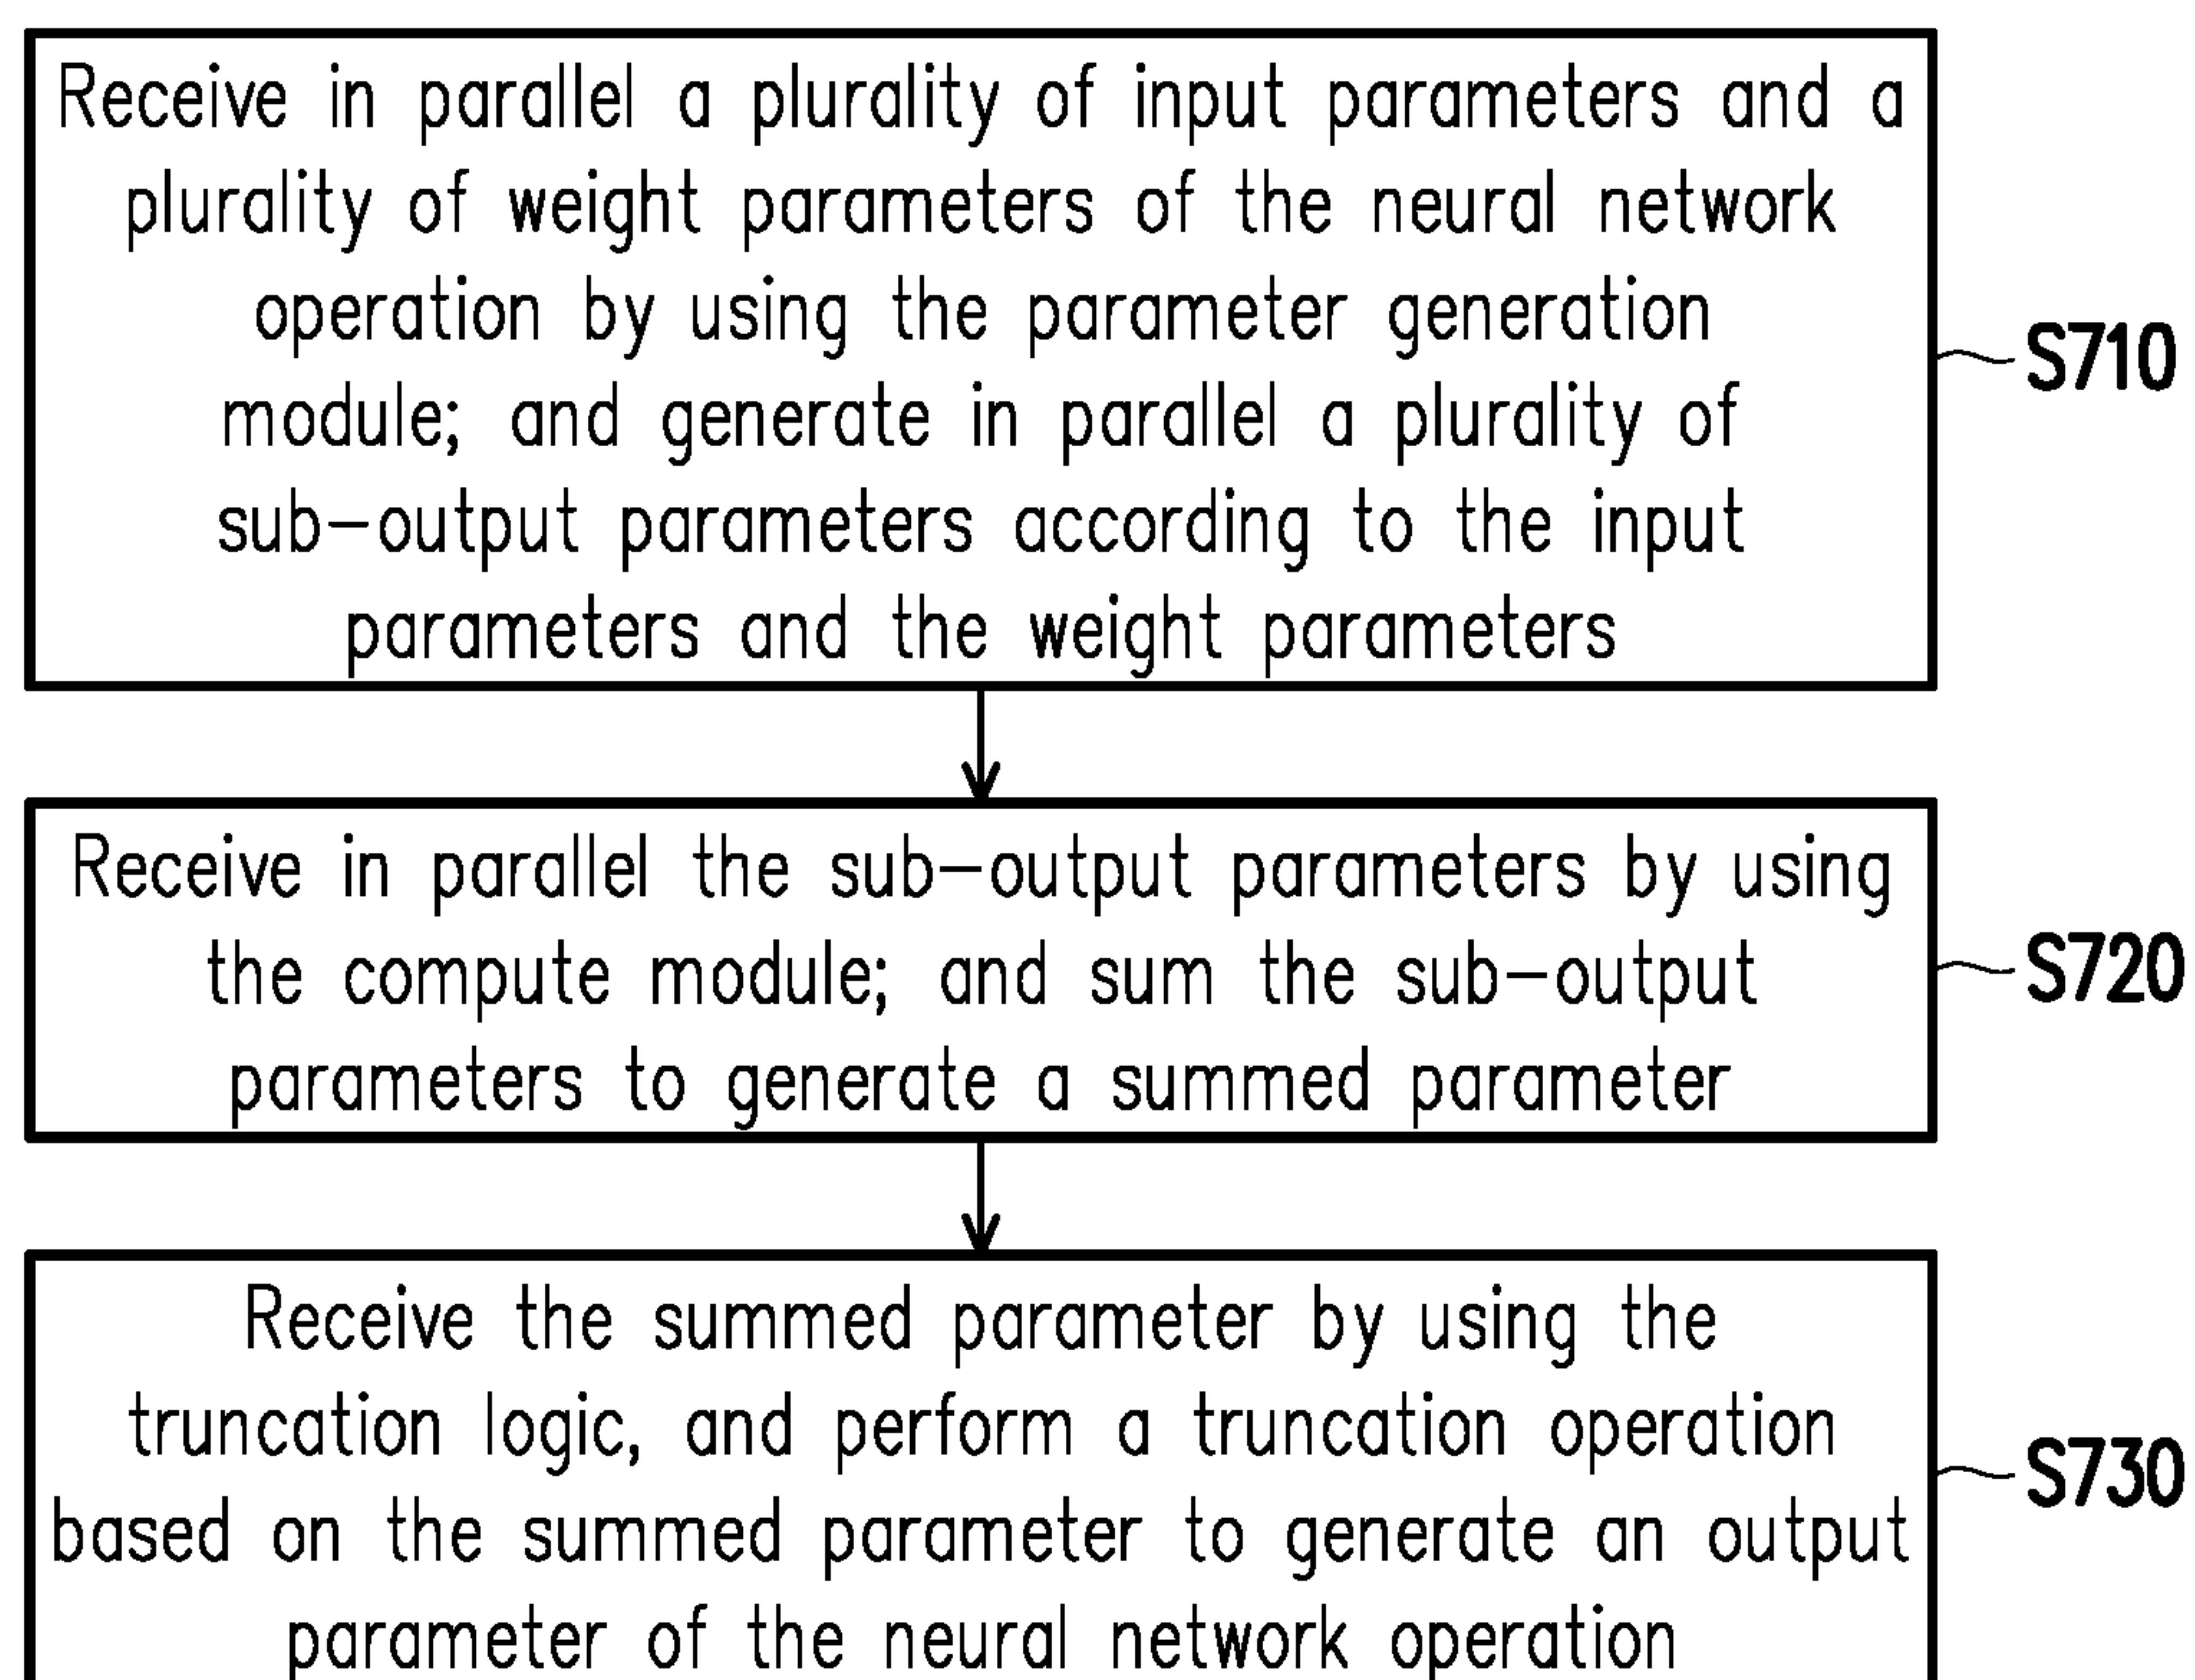 Receive in parallel a plurality of input parameters and a
plurality of weight parameters of the neural network
operation by using the parameter generation
module; and generate in parallel a plurality of
sub-output parameters according to the input
parameters and the weight parameters
S710
Receive in parallel the sub-output parameters by using
the compute module; and sum the sub-output
parameters to generate a summed parameter
S720
Receive the summed parameter by using the
truncation logic, and perform a truncation operation
based on the summed parameter to generate an output
parameter of the neural network operation
S730